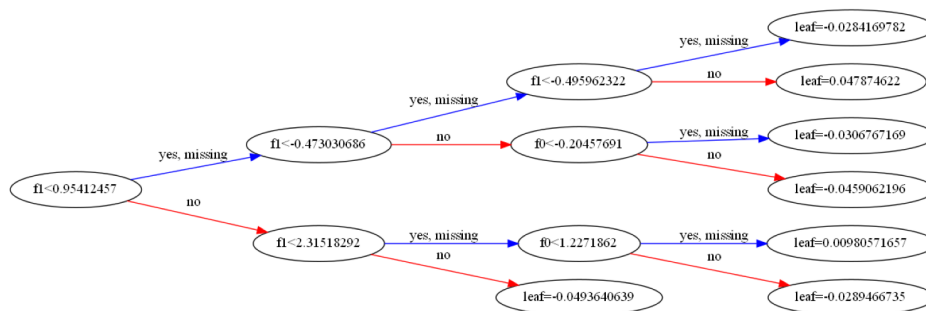 leaf=-0.0284169782
yes, missing
f1<-0.495962322
no
leaf=0.047874622
yes, missing
f1<-0.473030686
no
f0<-0.20457691
yes, missing
leaf=-0.0306767169
no
leaf=-0.0459062196
yes, missing
f1<0.95412457
no
f1<2.31518292
yes, missing
f0<1.2271862
yes, missing
leaf=0.00980571657
no
leaf=-0.0289466735
no
leaf=-0.0493640639